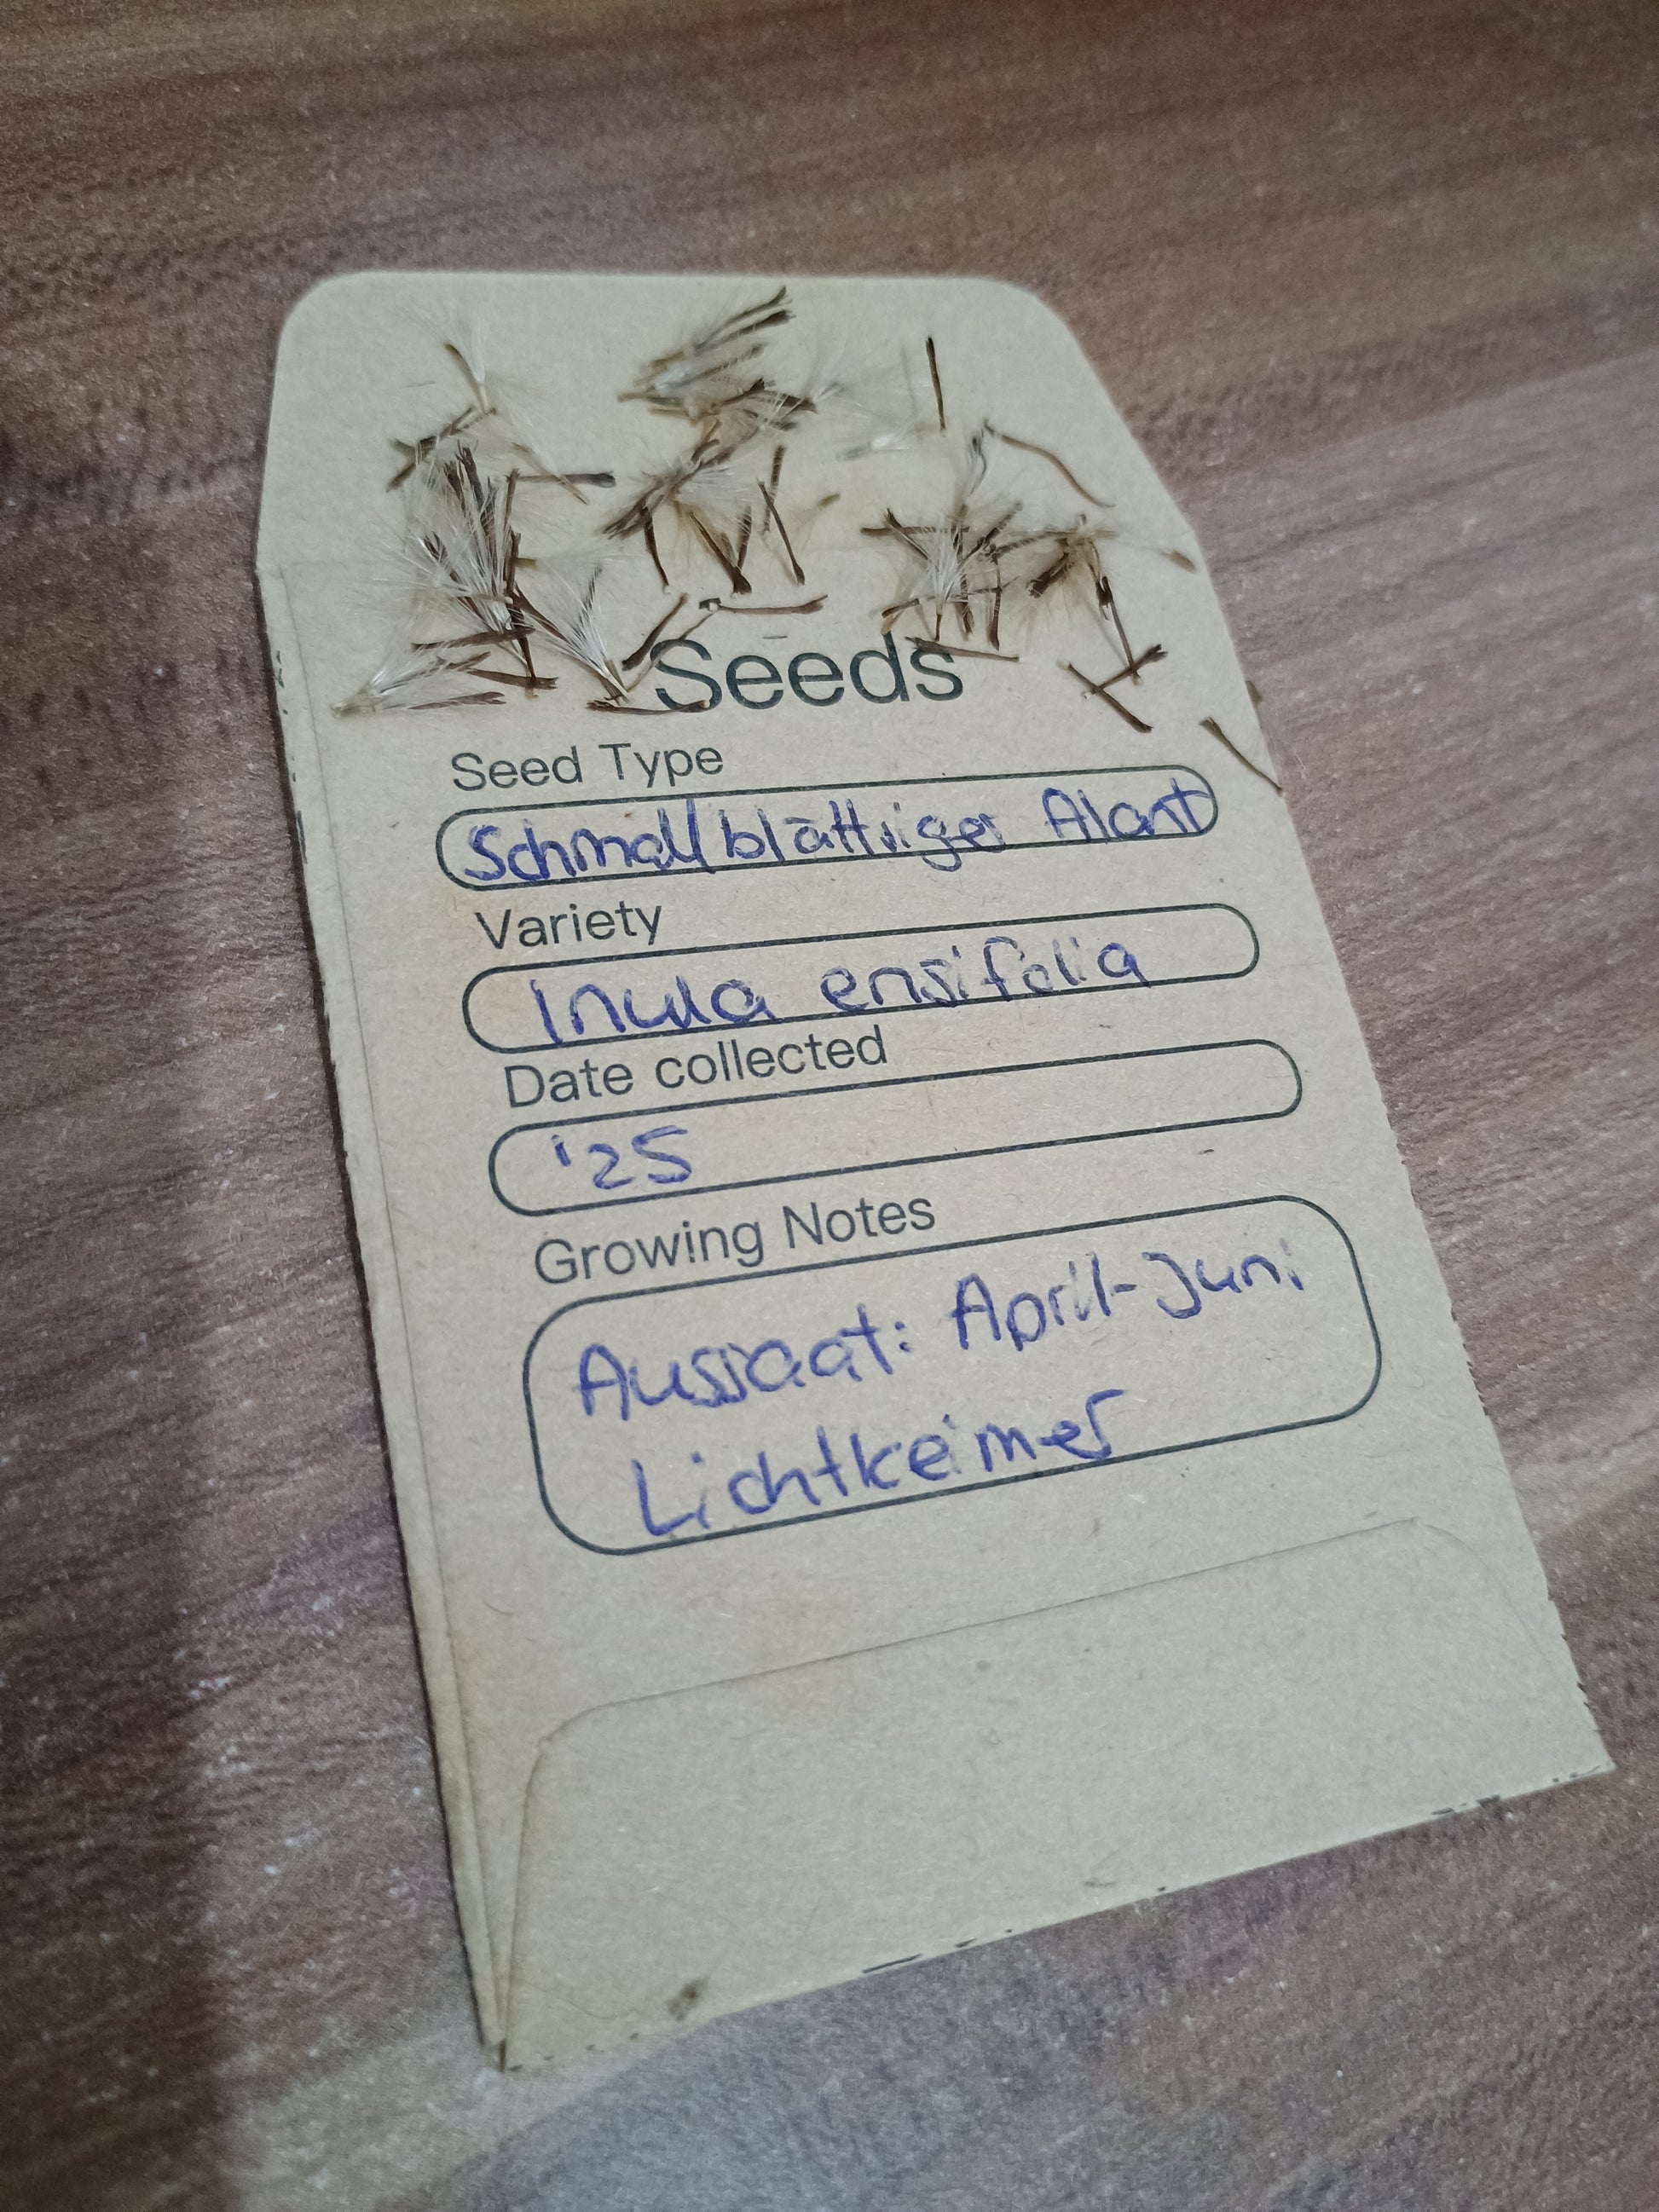 Seeds
Seed Type
Schmalblättriger Alant
Variety
Inula ensifolia
Date collected
'25
Growing Notes
Aussaat: April-Juni
Lichtkeimer